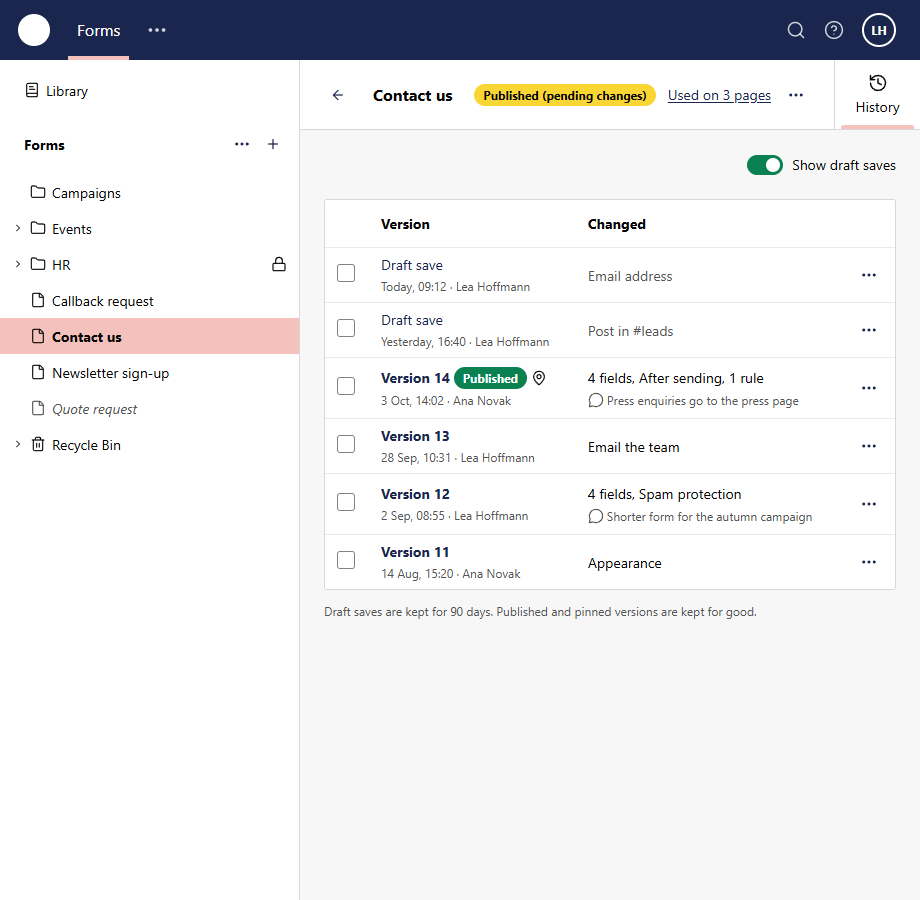 Forms
LH
Library
Contact us
Published (pending changes)
Used on 3 pages
History
Forms
Show draft saves
Campaigns
Events
HR
Callback request
Contact us
Newsletter sign-up
Quote request
Recycle Bin
Version
Changed
Draft save
Today, 09:12 · Lea Hoffmann
Email address
Draft save
Yesterday, 16:40 · Lea Hoffmann
Post in #leads
Version 14 Published
3 Oct, 14:02 · Ana Novak
4 fields, After sending, 1 rule
Press enquiries go to the press page
Version 13
28 Sep, 10:31 · Lea Hoffmann
Email the team
Version 12
2 Sep, 08:55 · Lea Hoffmann
4 fields, Spam protection
Shorter form for the autumn campaign
Version 11
14 Aug, 15:20 · Ana Novak
Appearance
Draft saves are kept for 90 days. Published and pinned versions are kept for good.